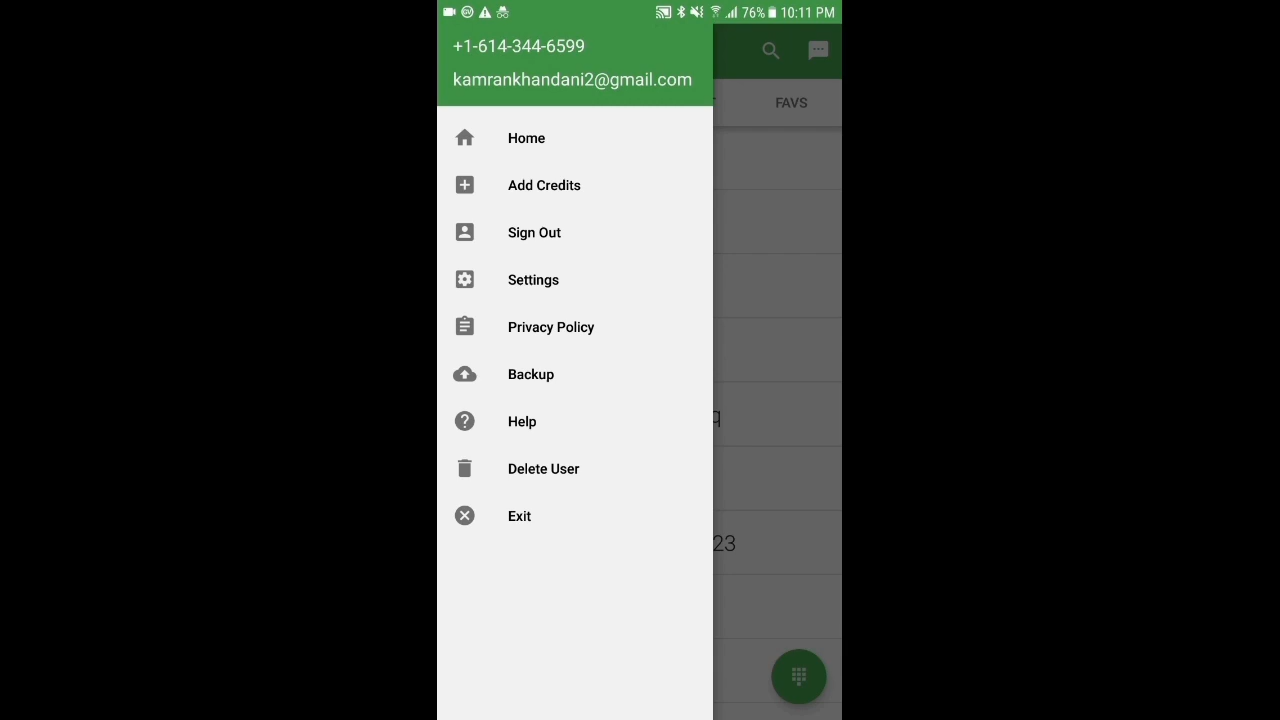 76% 10:11 PM
+1-614-344-6599
kamrankhandani2@gmail.com
FAVS
Home
Add Credits
Sign Out
Settings
Privacy Policy
Backup
q
Help
Delete User
Exit
23